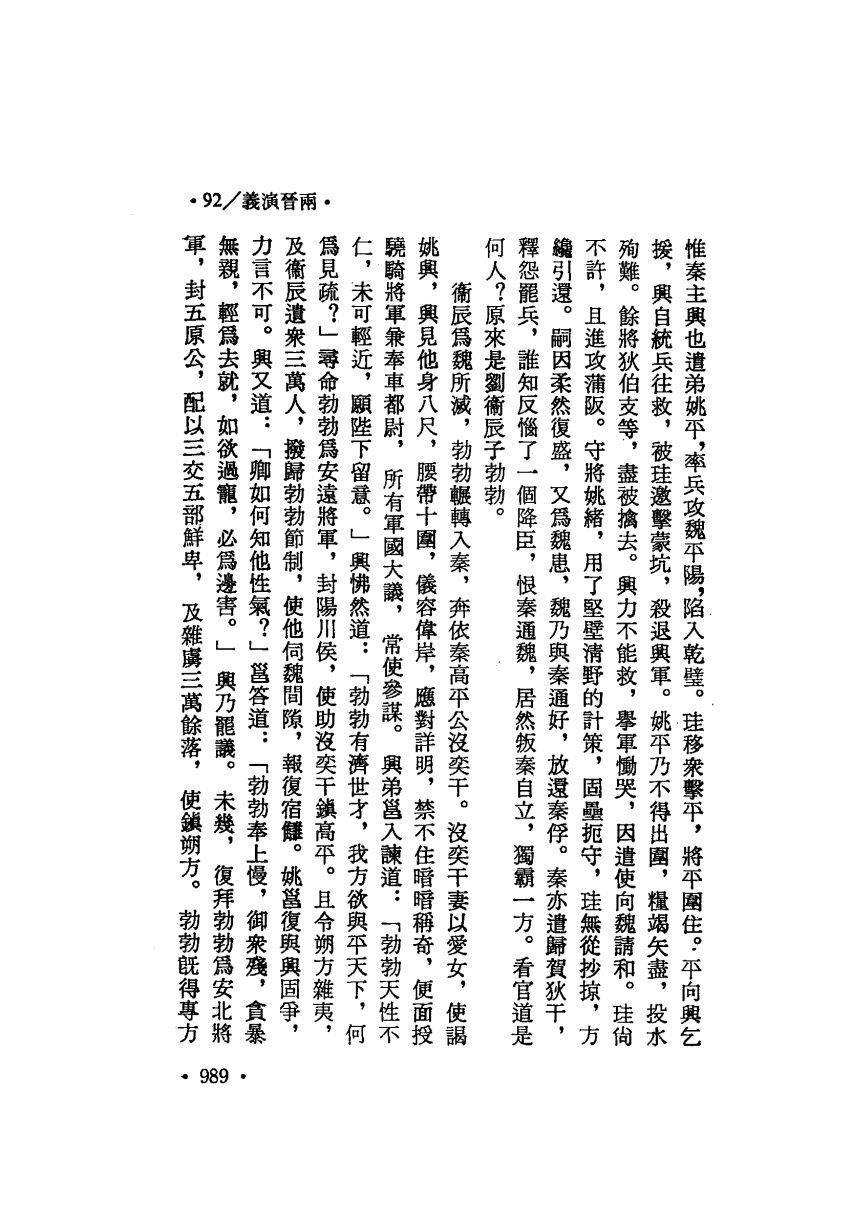 ・92／義演晉兩・
惟秦主興也遣弟姚平，率兵攻魏平陽，陷入乾壁。珪移衆擊平，將平圍住。平向興乞
援，興自統兵往救，被珪邀擊蒙坑，殺退興軍。姚平乃不得出圍，糧竭矢盡，投水
殉難。餘將狄伯支等，盡被擒去。興力不能救，擧軍慟哭，因遣使向魏請和。珪尙
不許，且進攻蒲阪。守將姚緒，用了堅壁清野的計策，固壘扼守，珪無從抄掠，方
纔引還。嗣因柔然復盛，又爲魏患，魏乃與秦通好，放還秦俘。秦亦遣歸賀狄干，
釋怨罷兵，誰知反惱了一個降臣，恨秦通魏，居然叛秦自立，獨霸一方。看官道是
何人？原來是劉衞辰子勃勃。
衞辰爲魏所滅，勃勃輾轉入秦，奔依秦高平公沒奕干。沒奕干妻以愛女，使謁
姚興，興見他身八尺，腰帶十圍，儀容偉岸，應對詳明，禁不住暗暗稱奇，便面授
驍騎將軍兼奉車都尉，所有軍國大議，常使參謀。興弟邕入諫道：「勃勃天性不
仁，未可輕近，願陛下留意。」興怫然道：「勃勃有濟世才，我方欲與平天下，何
爲見疏？」尋命勃勃爲安遠將軍，封陽川侯，使助沒奕干鎭高平。且令朔方雜夷，
及衞辰遺衆三萬人，撥歸勃勃節制，使他伺魏間隙，報復宿讎。姚邕復與興固爭，
力言不可。興又道：「卿如何知他性氣？」邕答道：「勃勃奉上慢，御衆殘，貪暴
無親，輕爲去就，如欲過寵，必爲邊害。」興乃罷議。未幾，復拜勃勃爲安北將
軍，封五原公，配以三交五部鮮卑，及雜虜三萬餘落，使鎭朔方。勃勃旣得專方
・989・